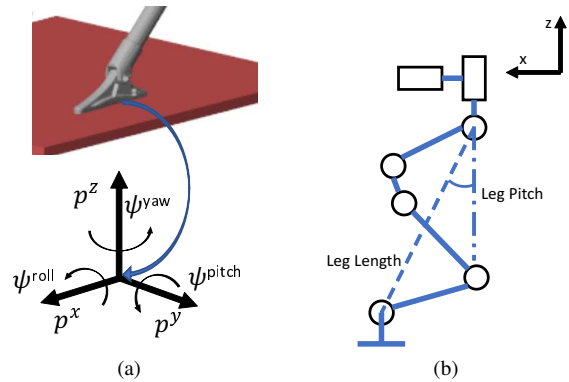 z
x
p^z
ψ^yaw
ψ^roll
ψ^pitch
p^x
p^y
Leg Pitch
Leg Length
(a)
(b)